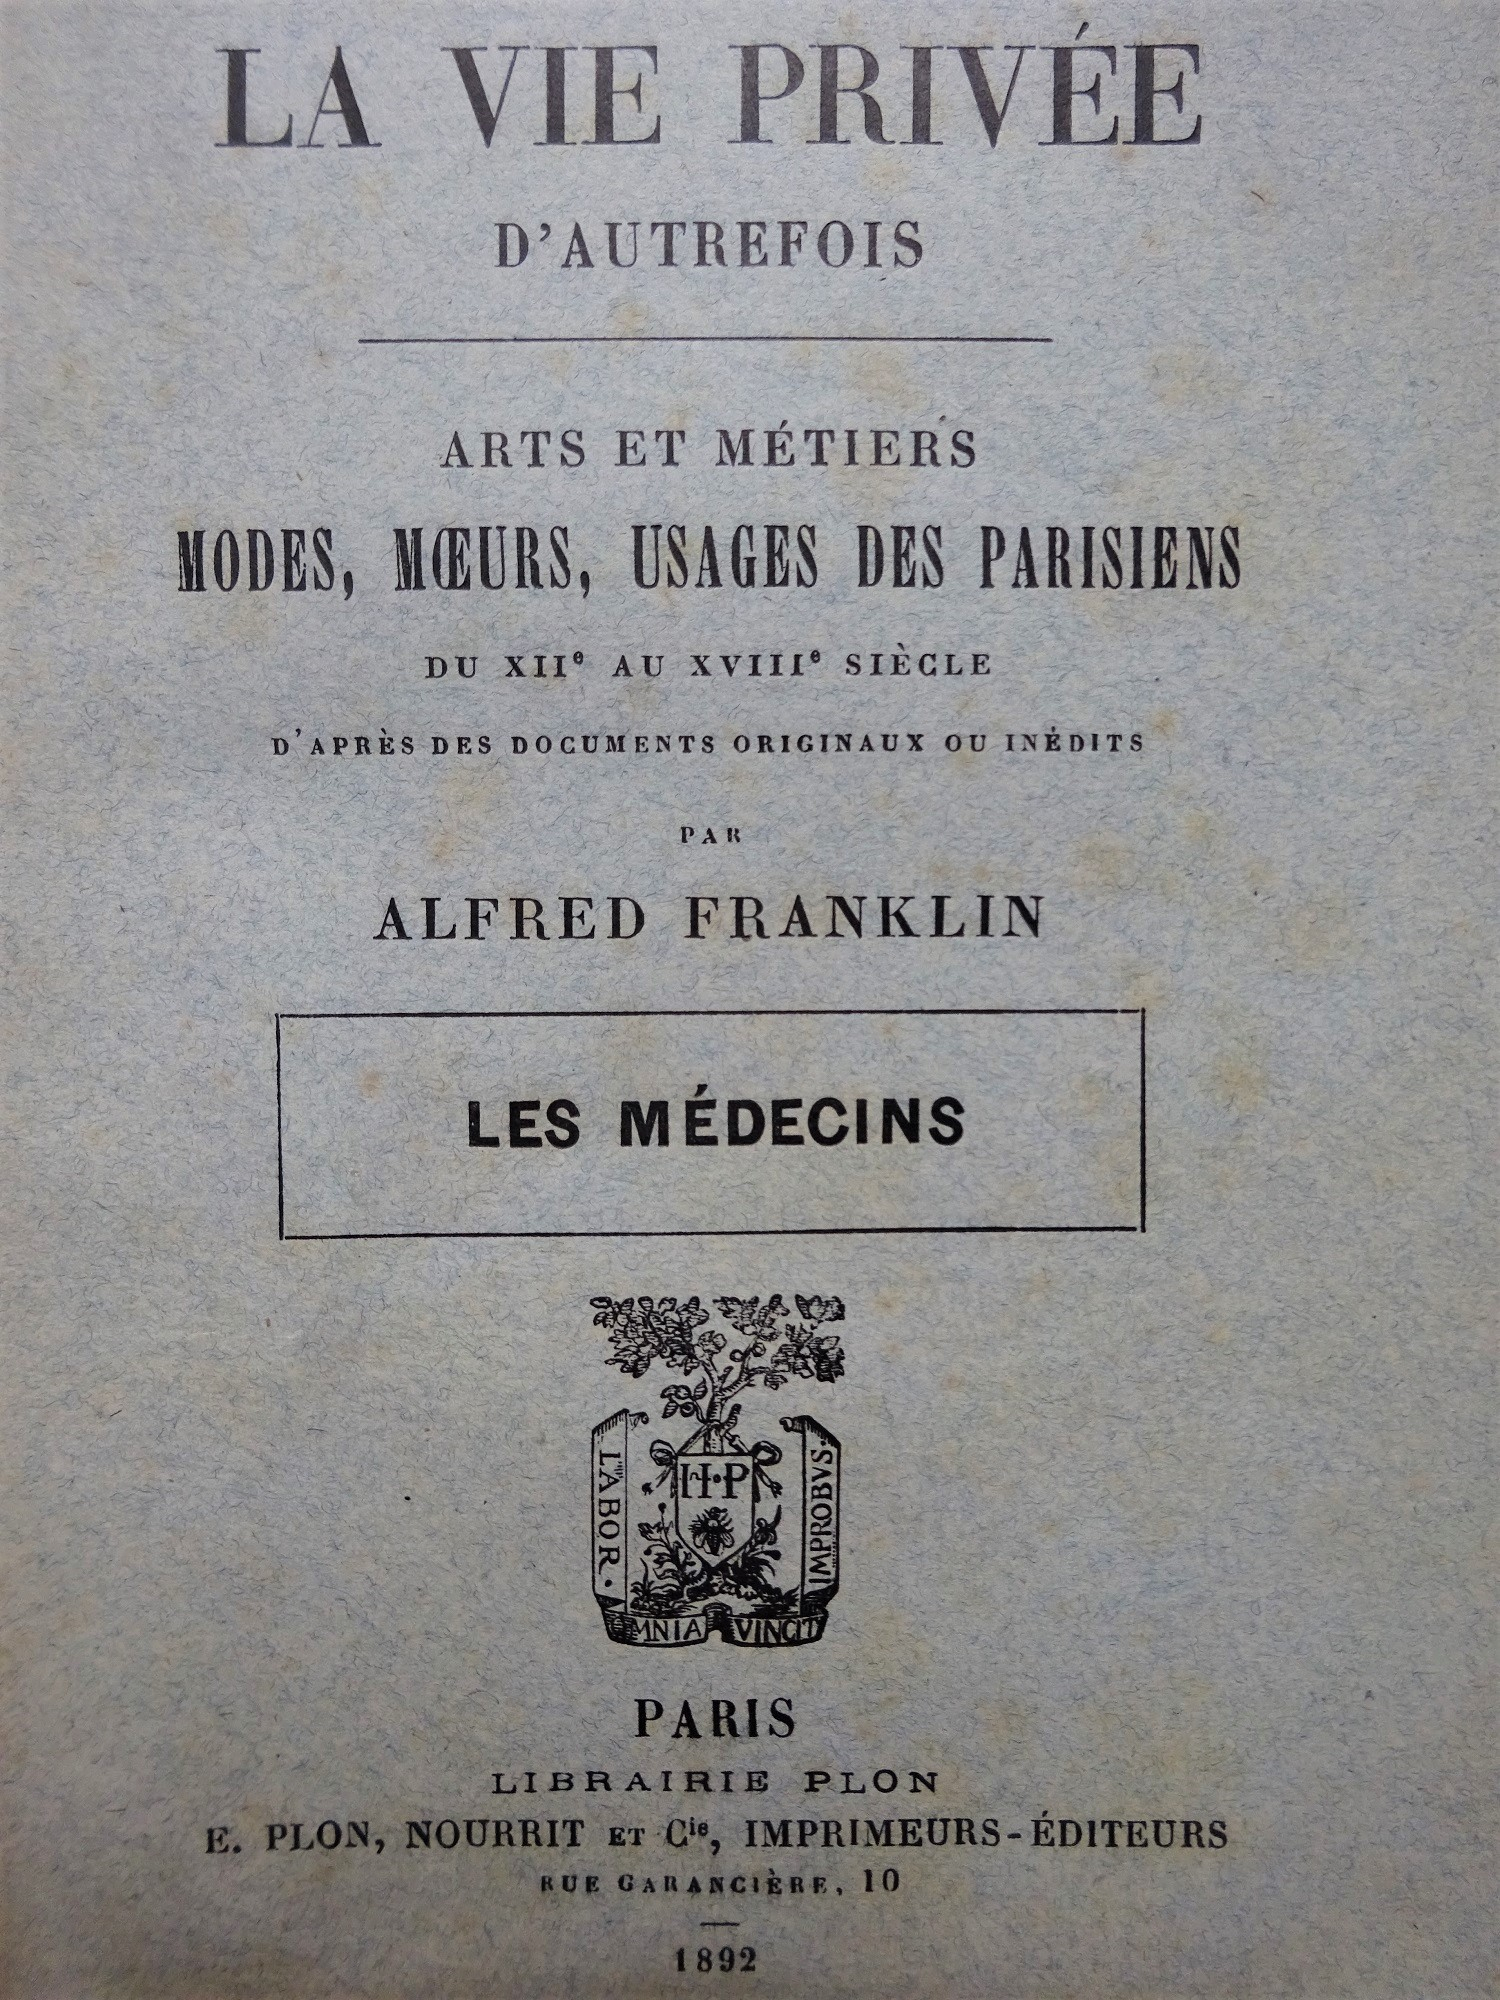 LA VIE PRIVÉE
D'AUTREFOIS
ARTS ET MÉTIERS
MODES, MŒURS, USAGES DES PARISIENS
DU XIIe AU XVIIIe SIÈCLE
D'APRÈS DES DOCUMENTS ORIGINAUX OU INÉDITS
PAR
ALFRED FRANKLIN
LES MÉDECINS
LABOR.
H·P
IMPROBVS.
OMNIA VINCIT
PARIS
LIBRAIRIE PLON
E. PLON, NOURRIT ET Cie, IMPRIMEURS-ÉDITEURS
RUE GARANCIÈRE, 10
1892